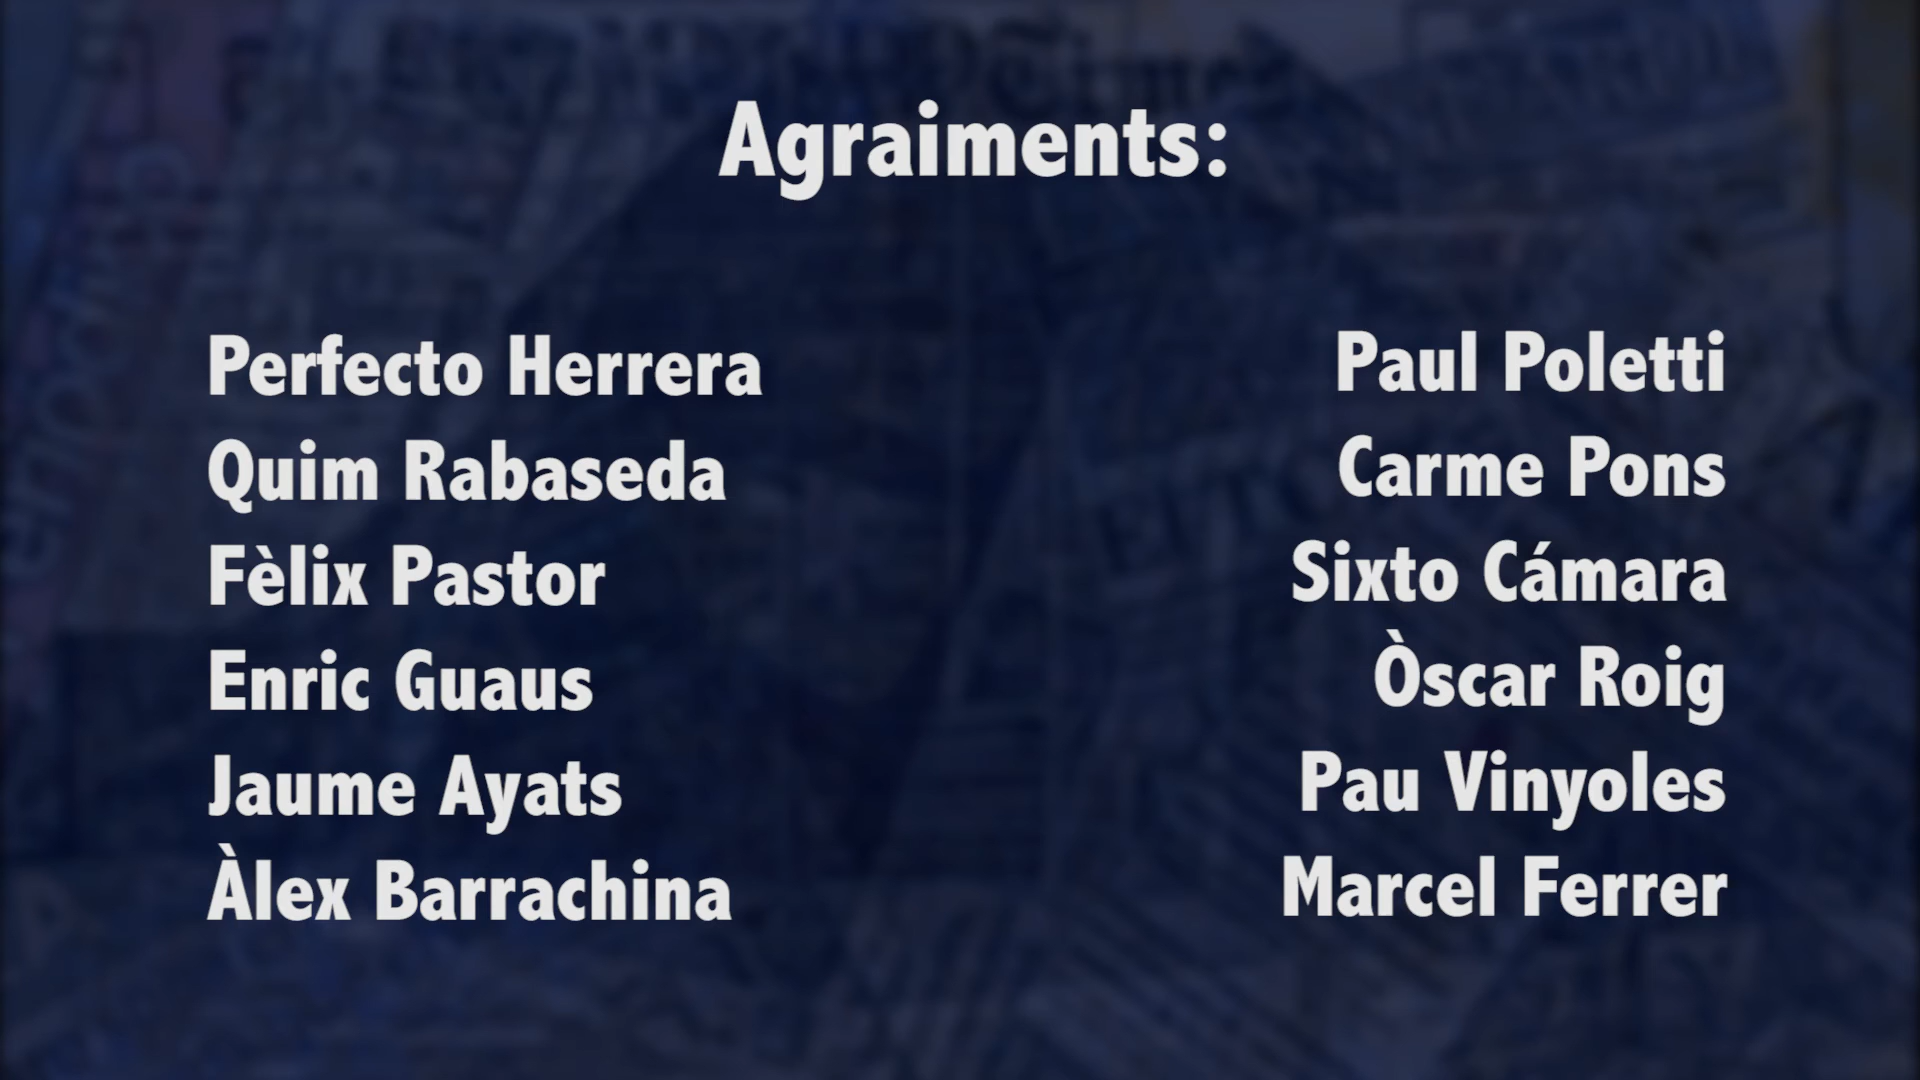 Agraiments:
Perfecto Herrera
Quim Rabaseda
Fèlix Pastor
Enric Guaus
Jaume Ayats
Àlex Barrachina
Paul Poletti
Carme Pons
Sixto Cámara
Òscar Roig
Pau Vinyoles
Marcel Ferrer